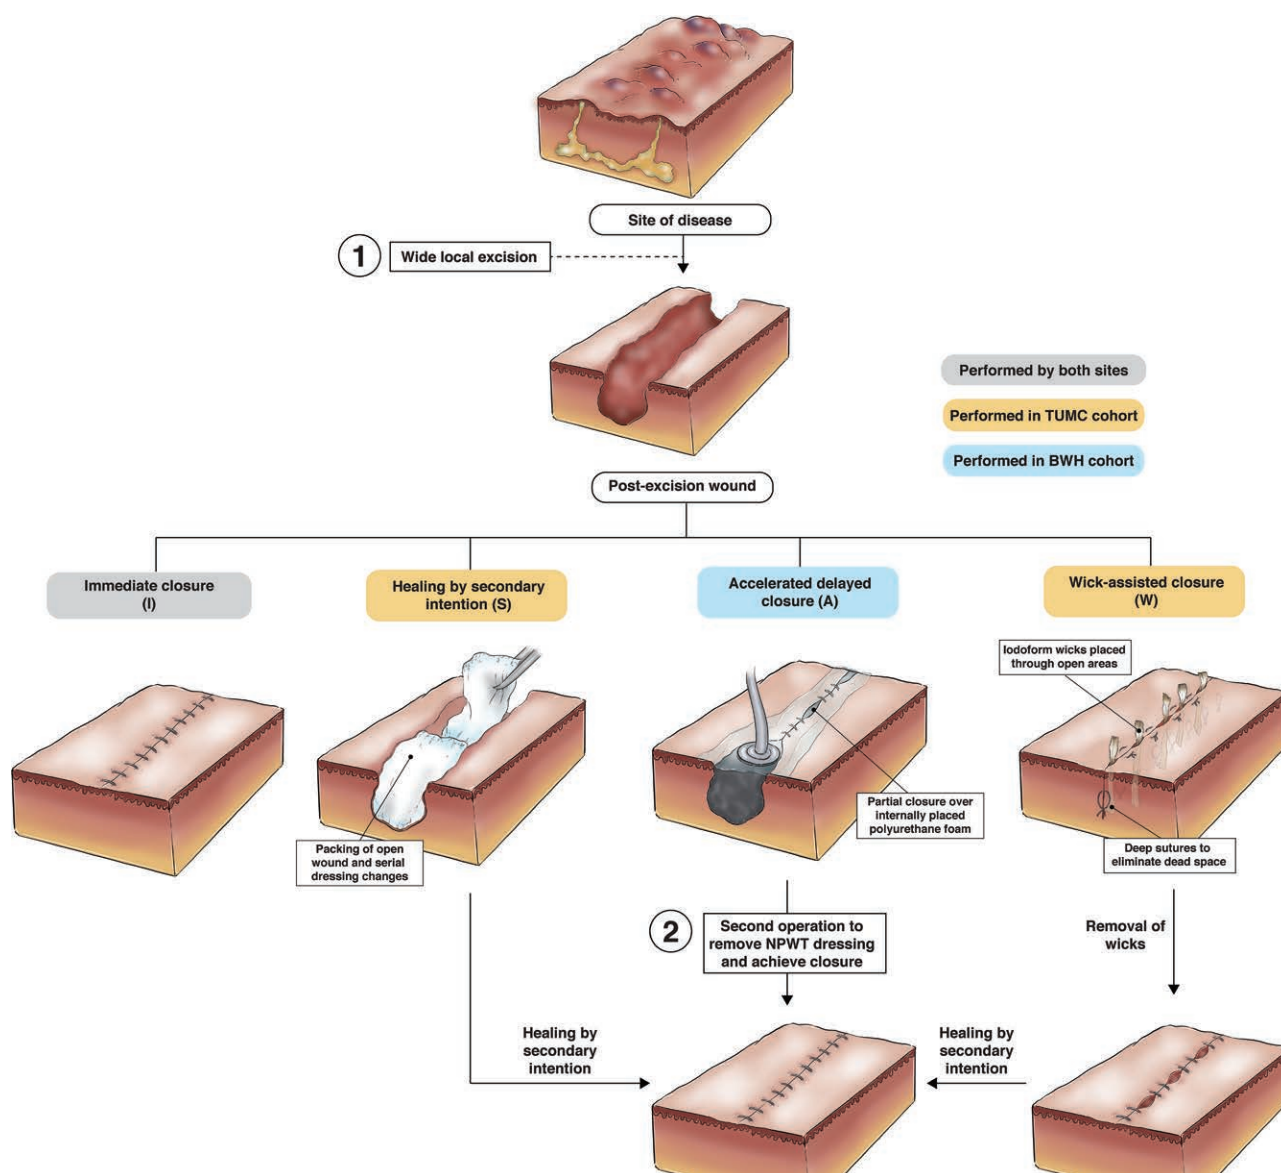 Site of disease
1
Wide local excision
Performed by both sites
Performed in TUMC cohort
Performed in BWH cohort
Post-excision wound
Immediate closure
(I)
Healing by secondary
intention (S)
Accelerated delayed
closure (A)
Wick-assisted closure
(W)
Iodoform wicks placed
through open areas
Partial closure over
internally placed
polyurethane foam
Packing of open
wound and serial
dressing changes
Deep sutures to
eliminate dead space
2
Second operation to
remove NPWT dressing
and achieve closure
Removal of
wicks
Healing by
secondary
intention
Healing by
secondary
intention